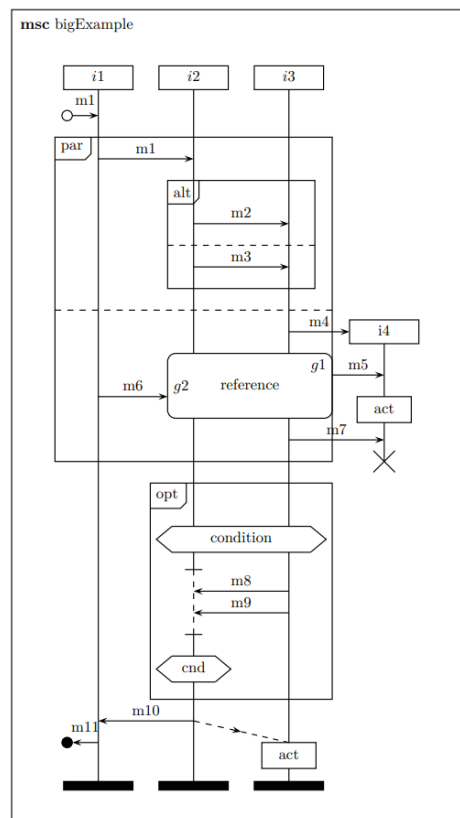 msc bigExample
i1 i2 i3
m1
par
m1
alt
m2
m3
m4 i4
g1 m5
m6 g2 reference
act
m7
opt
condition
m8
m9
cnd
m10
m11
act